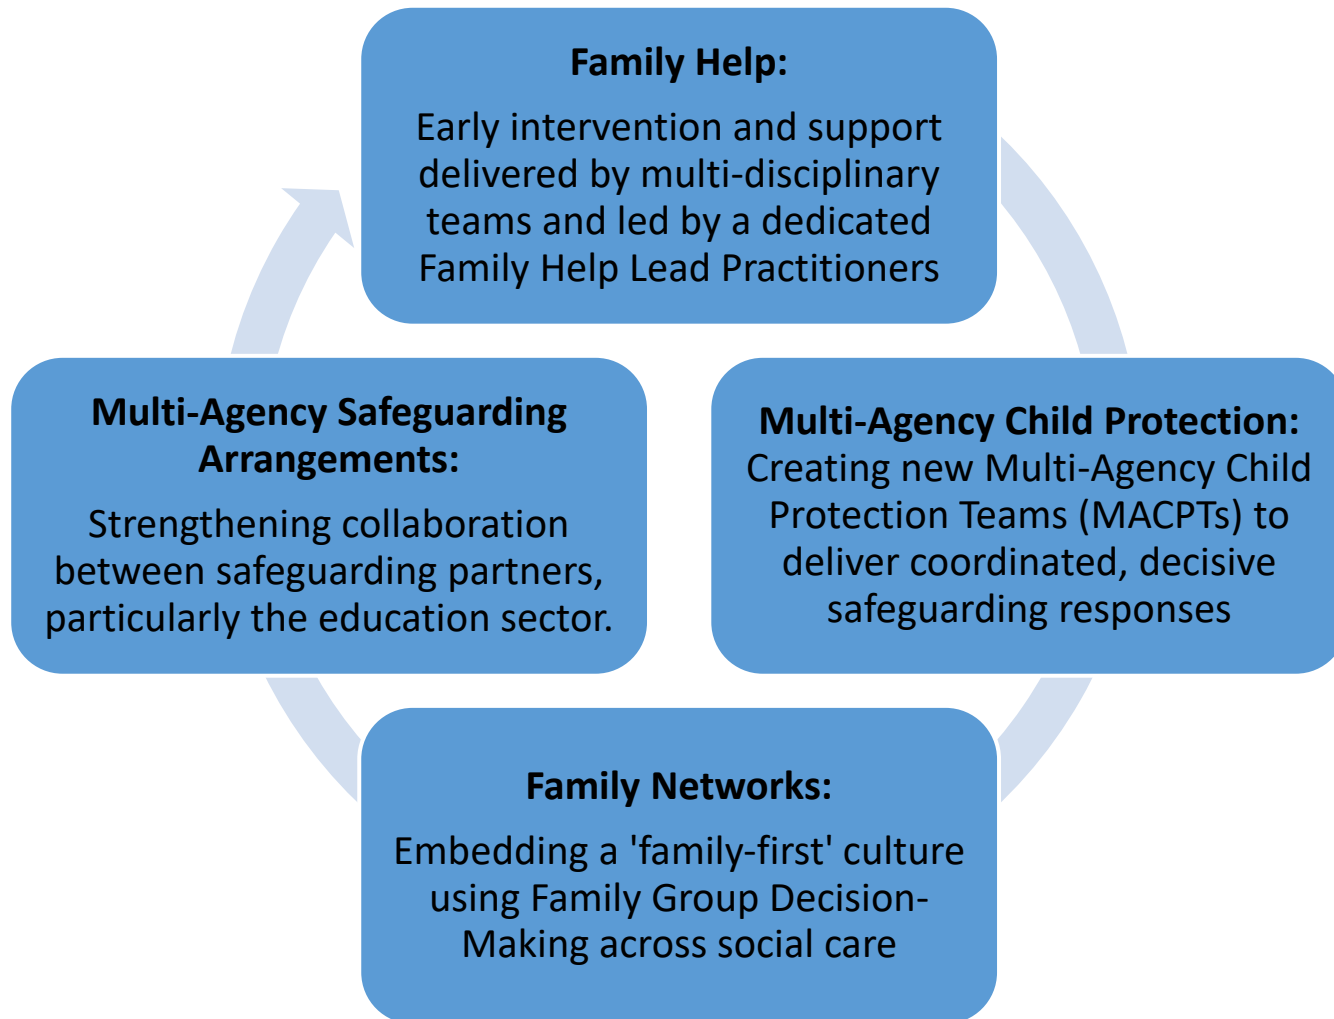 Family Help:
Early intervention and support
delivered by multi-disciplinary
teams and led by a dedicated
Family Help Lead Practitioners
Multi-Agency Child Protection:
Creating new Multi-Agency Child
Protection Teams (MACPTs) to
deliver coordinated, decisive
safeguarding responses
Family Networks:
Embedding a 'family-first' culture
using Family Group Decision-
Making across social care
Multi-Agency Safeguarding
Arrangements:
Strengthening collaboration
between safeguarding partners,
particularly the education sector.